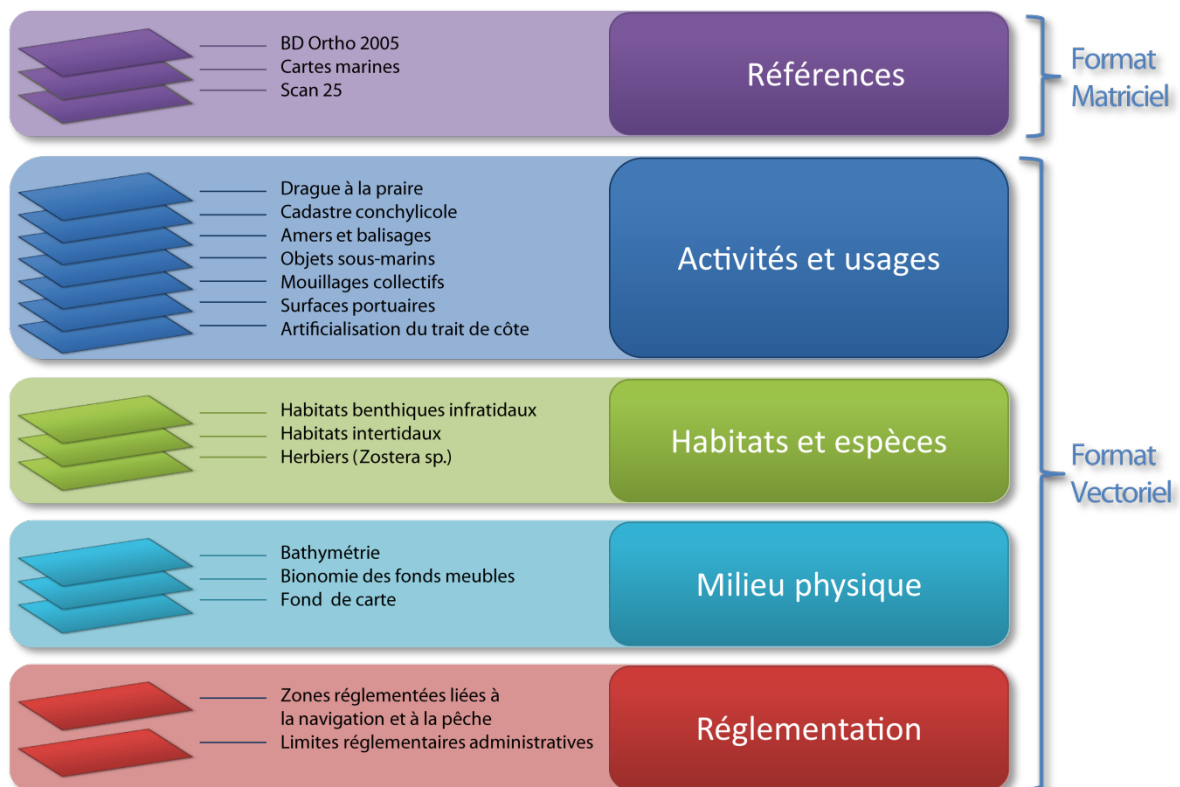 BD Ortho 2005
Cartes marines
Scan 25
Références
Format
Matriciel
Drague à la praire
Cadastre conchylicole
Amers et balisages
Objets sous-marins
Mouillages collectifs
Surfaces portuaires
Artificialisation du trait de côte
Activités et usages
Habitats benthiques infratidaux
Habitats intertidaux
Herbiers (Zostera sp.)
Habitats et espèces
Format
Vectoriel
Bathymétrie
Bionomie des fonds meubles
Fond de carte
Milieu physique
Zones réglementées liées à
la navigation et à la pêche
Limites réglementaires administratives
Réglementation